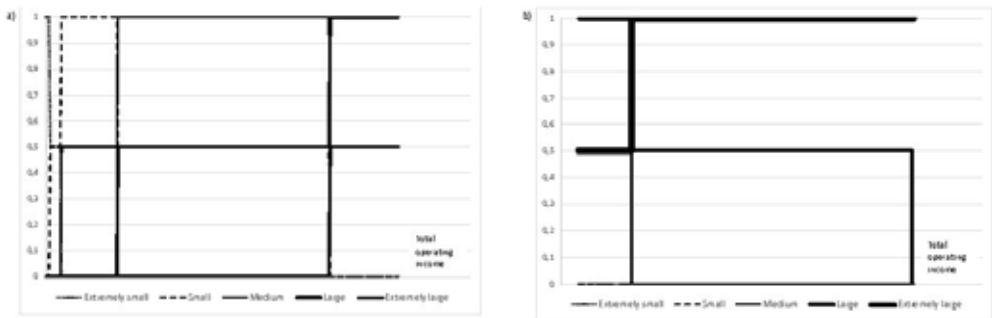 a)
1
0,9
0,8
0,7
0,6
0,5
0,4
0,3
0,2
0,1
0
Total
operating
income
Extremely small Small Medium Large Extremely large
b)
1
0,9
0,8
0,7
0,6
0,5
0,4
0,3
0,2
0,1
0
Total
operating
income
Extremely small Small Medium Large Extremely large